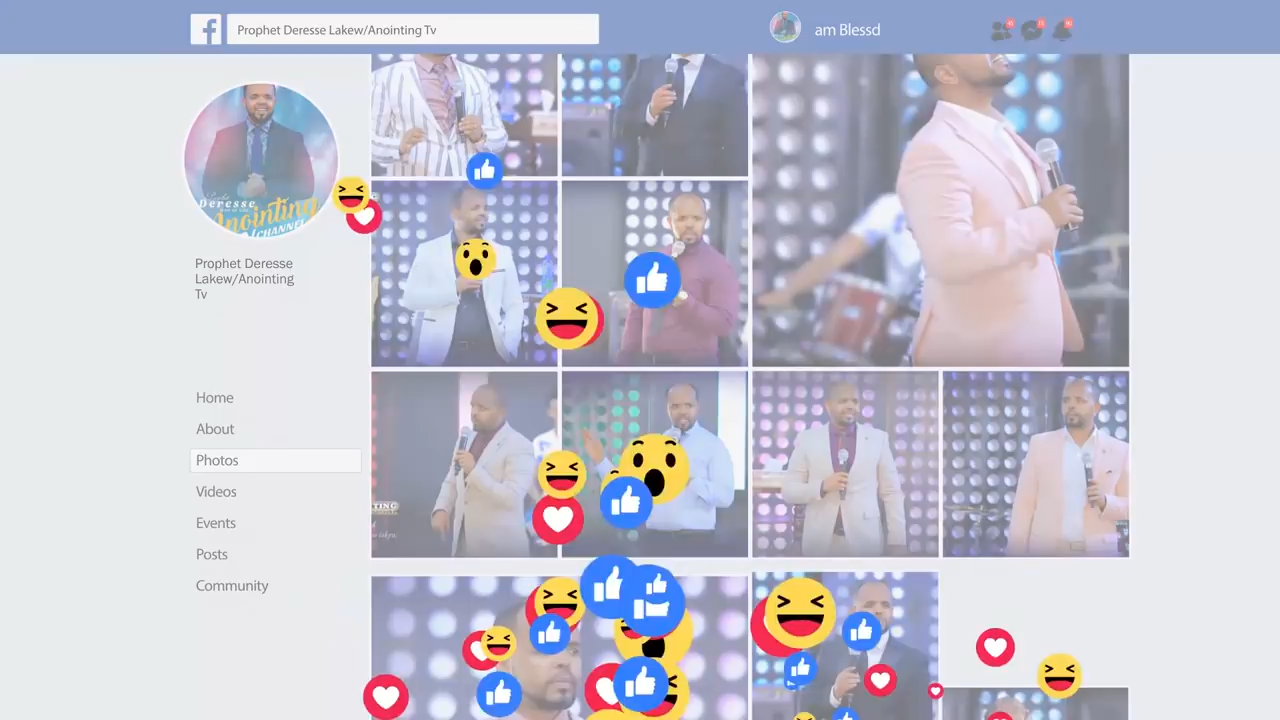 Prophet Deresse Lakew/Anointing Tv
am Blessd
Deresse
Anointing
CHANNEL
Prophet Deresse
Lakew/Anointing
Tv
Home
About
Photos
Videos
Events
Posts
Community